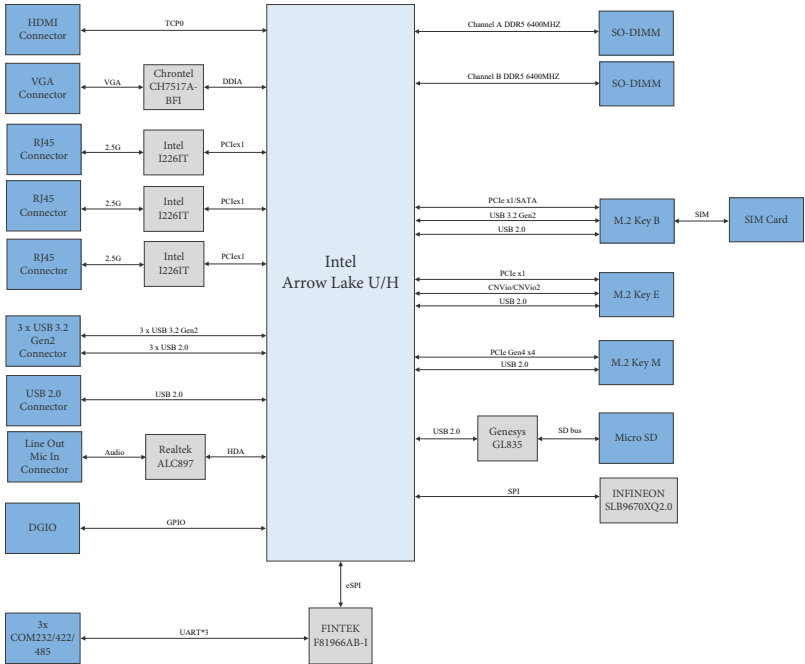 HDMI
Connector
TCP0
Channel A DDR5 6400MHZ
SO-DIMM
VGA
Connector
VGA
Chrontel
CH7517A-
BFI
DDIA
Channel B DDR5 6400MHZ
SO-DIMM
RJ45
Connector
2.5G
Intel
I226IT
PCIex1
RJ45
Connector
2.5G
Intel
I226IT
PCIex1
RJ45
Connector
2.5G
Intel
I226IT
PCIex1
Intel
Arrow Lake U/H
PCIe x1/SATA
USB 3.2 Gen2
USB 2.0
M.2 Key B
SIM
SIM Card
PCIe x1
CNVio/CNVio2
USB 2.0
M.2 Key E
3 x USB 3.2
Gen2
Connector
3 x USB 3.2 Gen2
3 x USB 2.0
PCIe Gen4 x4
USB 2.0
M.2 Key M
USB 2.0
Connector
USB 2.0
Line Out
Mic In
Connector
Audio
Realtek
ALC897
HDA
USB 2.0
Genesys
GL835
SD bus
Micro SD
SPI
INFINEON
SLB9670XQ2.0
DGIO
GPIO
eSPI
3x
COM232/422/
485
UART*3
FINTEK
F81966AB-I